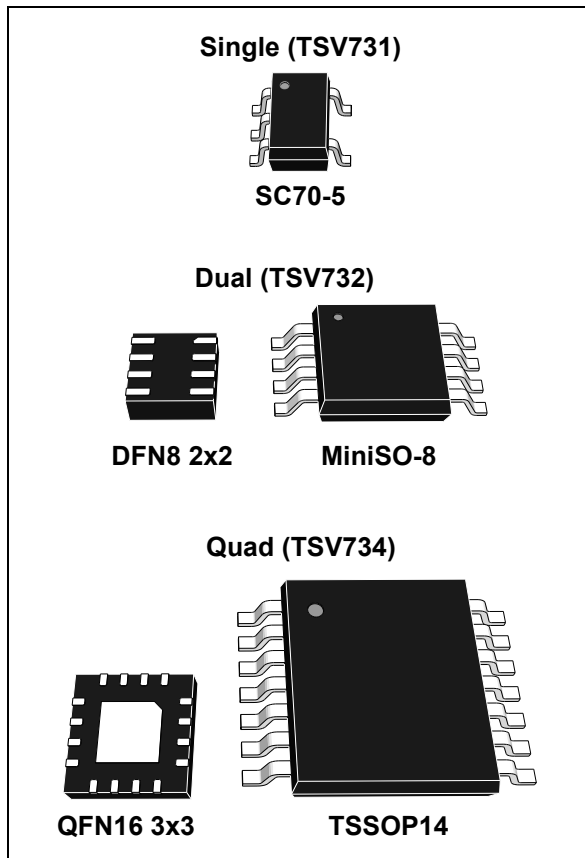 Single (TSV731)
SC70-5
Dual (TSV732)
DFN8 2x2
MiniSO-8
Quad (TSV734)
QFN16 3x3
TSSOP14